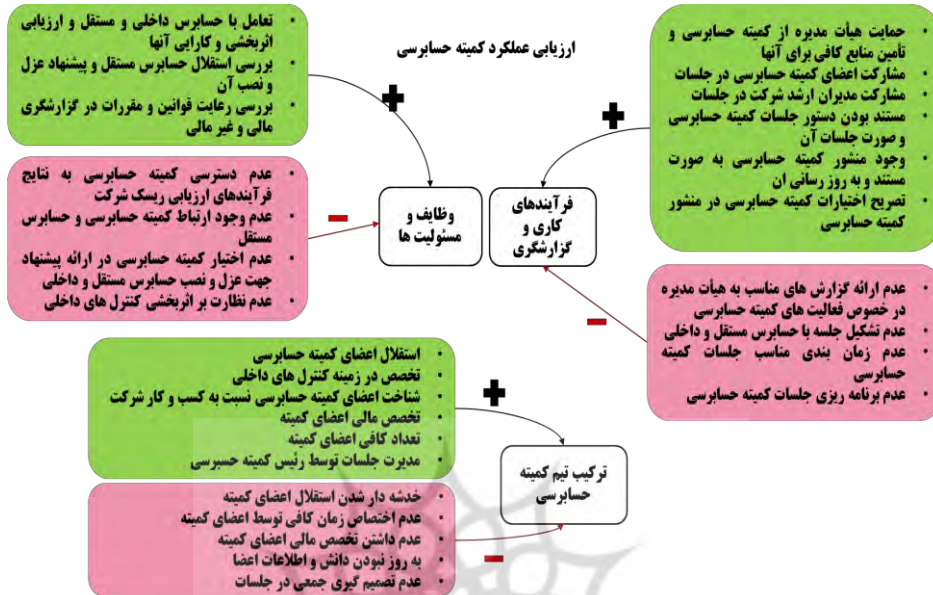 ارزیابی عملکرد کمیته حسابرسی
• حمایت هیأت مدیره از کمیته حسابرسی و
تأمین منابع کافی برای آنها
• مشارکت اعضای کمیته حسابرسی در جلسات
• مشارکت مدیران ارشد شرکت در جلسات
• مستند بودن دستور جلسات کمیته حسابرسی
و صورت جلسات آن
• وجود منشور کمیته حسابرسی به صورت
مستند و به روز رسانی ان
• تصریح اختیارات کمیته حسابرسی در منشور
کمیته حسابرسی
+
فرآیندهای
کاری و
گزارشگری
• عدم ارائه گزارش های مناسب به هیأت مدیره
در خصوص فعالیت های کمیته حسابرسی
• عدم تشکیل جلسه با حسابرس مستقل و داخلی
• عدم زمان بندی مناسب جلسات کمیته
حسابرسی
• عدم برنامه ریزی جلسات کمیته حسابرسی
-
• تعامل با حسابرس داخلی و مستقل و ارزیابی
اثربخشی و کارایی آنها
• بررسی استقلال حسابرس مستقل و پیشنهاد عزل
و نصب آن
• بررسی رعایت قوانین و مقررات در گزارشگری
مالی و غیر مالی
+
وظایف و
مسئولیت ها
• عدم دسترسی کمیته حسابرسی به نتایج
فرآیندهای ارزیابی ریسک شرکت
• عدم وجود ارتباط کمیته حسابرسی و حسابرس
مستقل
• عدم اختیار کمیته حسابرسی در ارائه پیشنهاد
جهت عزل و نصب حسابرس مستقل و داخلی
• عدم نظارت بر اثربخشی کنترل های داخلی
-
• استقلال اعضای کمیته حسابرسی
• تخصص در زمینه کنترل های داخلی
• شناخت اعضای کمیته حسابرسی نسبت به کسب و کار شرکت
• تخصص مالی اعضای کمیته
• تعداد کافی اعضای کمیته
• مدیرت جلسات توسط رئیس کمیته حسبرسی
+
ترکیب تیم کمیته
حسابرسی
• خدشه دار شدن استقلال اعضای کمیته
• عدم اختصاص زمان کافی توسط اعضای کمیته
• عدم داشتن تخصص مالی اعضای کمیته
• به روز نبودن دانش و اطلاعات اعضا
• عدم تصمیم گیری جمعی در جلسات
-